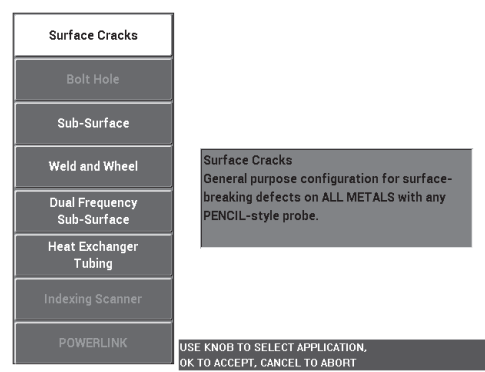 Surface Cracks
Bolt Hole
Sub-Surface
Weld and Wheel
Dual Frequency
Sub-Surface
Heat Exchanger
Tubing
Indexing Scanner
POWERLINK
Surface Cracks
General purpose configuration for surface-
breaking defects on ALL METALS with any
PENCIL-style probe.
USE KNOB TO SELECT APPLICATION,
OK TO ACCEPT, CANCEL TO ABORT